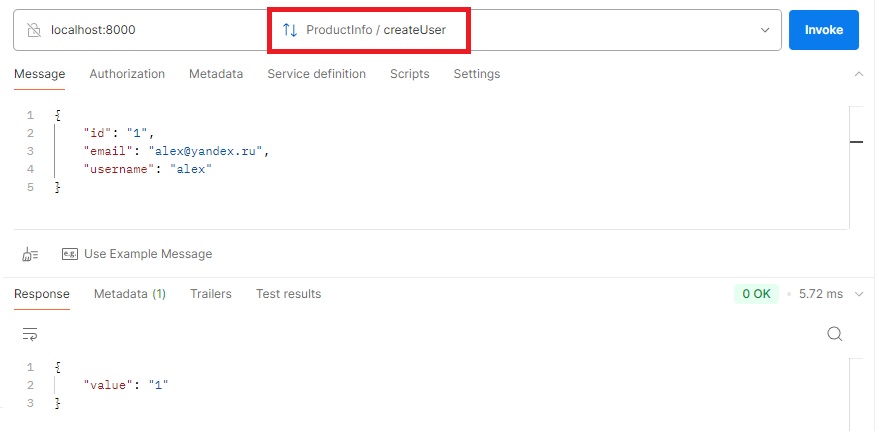 localhost:8000 ProductInfo / createUser Invoke
Message Authorization Metadata Service definition Scripts Settings
1 {
2 "id": "1",
3 "email": "alex@yandex.ru",
4 "username": "alex"
5 }
e.g. Use Example Message
Response Metadata (1) Trailers Test results 0 OK 5.72 ms
1 {
2 "value": "1"
3 }